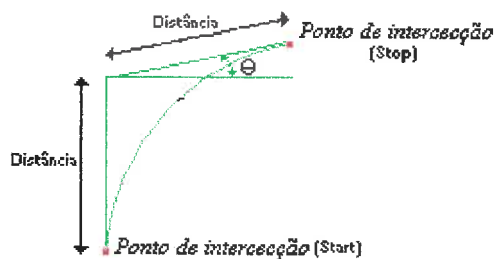 Distância
Ponto de intercecção
(Stop)
Θ
Distância
Ponto de intercecção (Start)